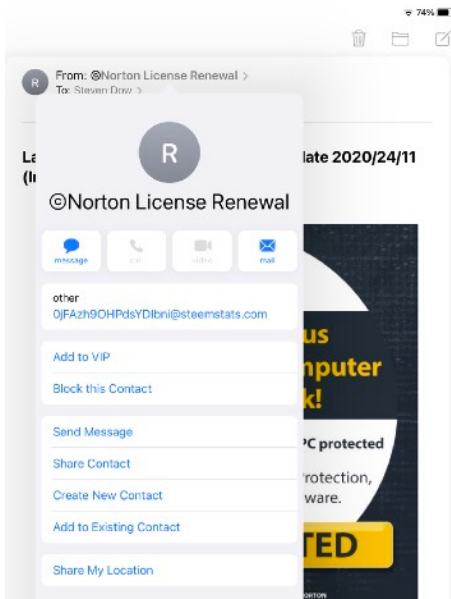 74%
From: ©Norton License Renewal >
To: Steven Dow >
R
R
late 2020/24/11
©Norton License Renewal
message
call
video
mail
other
0jFAzh9OHPdsYDIbni@steemstats.com
Add to VIP
Block this Contact
us
nputer
k!
Send Message
PC protected
Share Contact
rotection,
Create New Contact
ware.
Add to Existing Contact
TED
Share My Location
NORTON